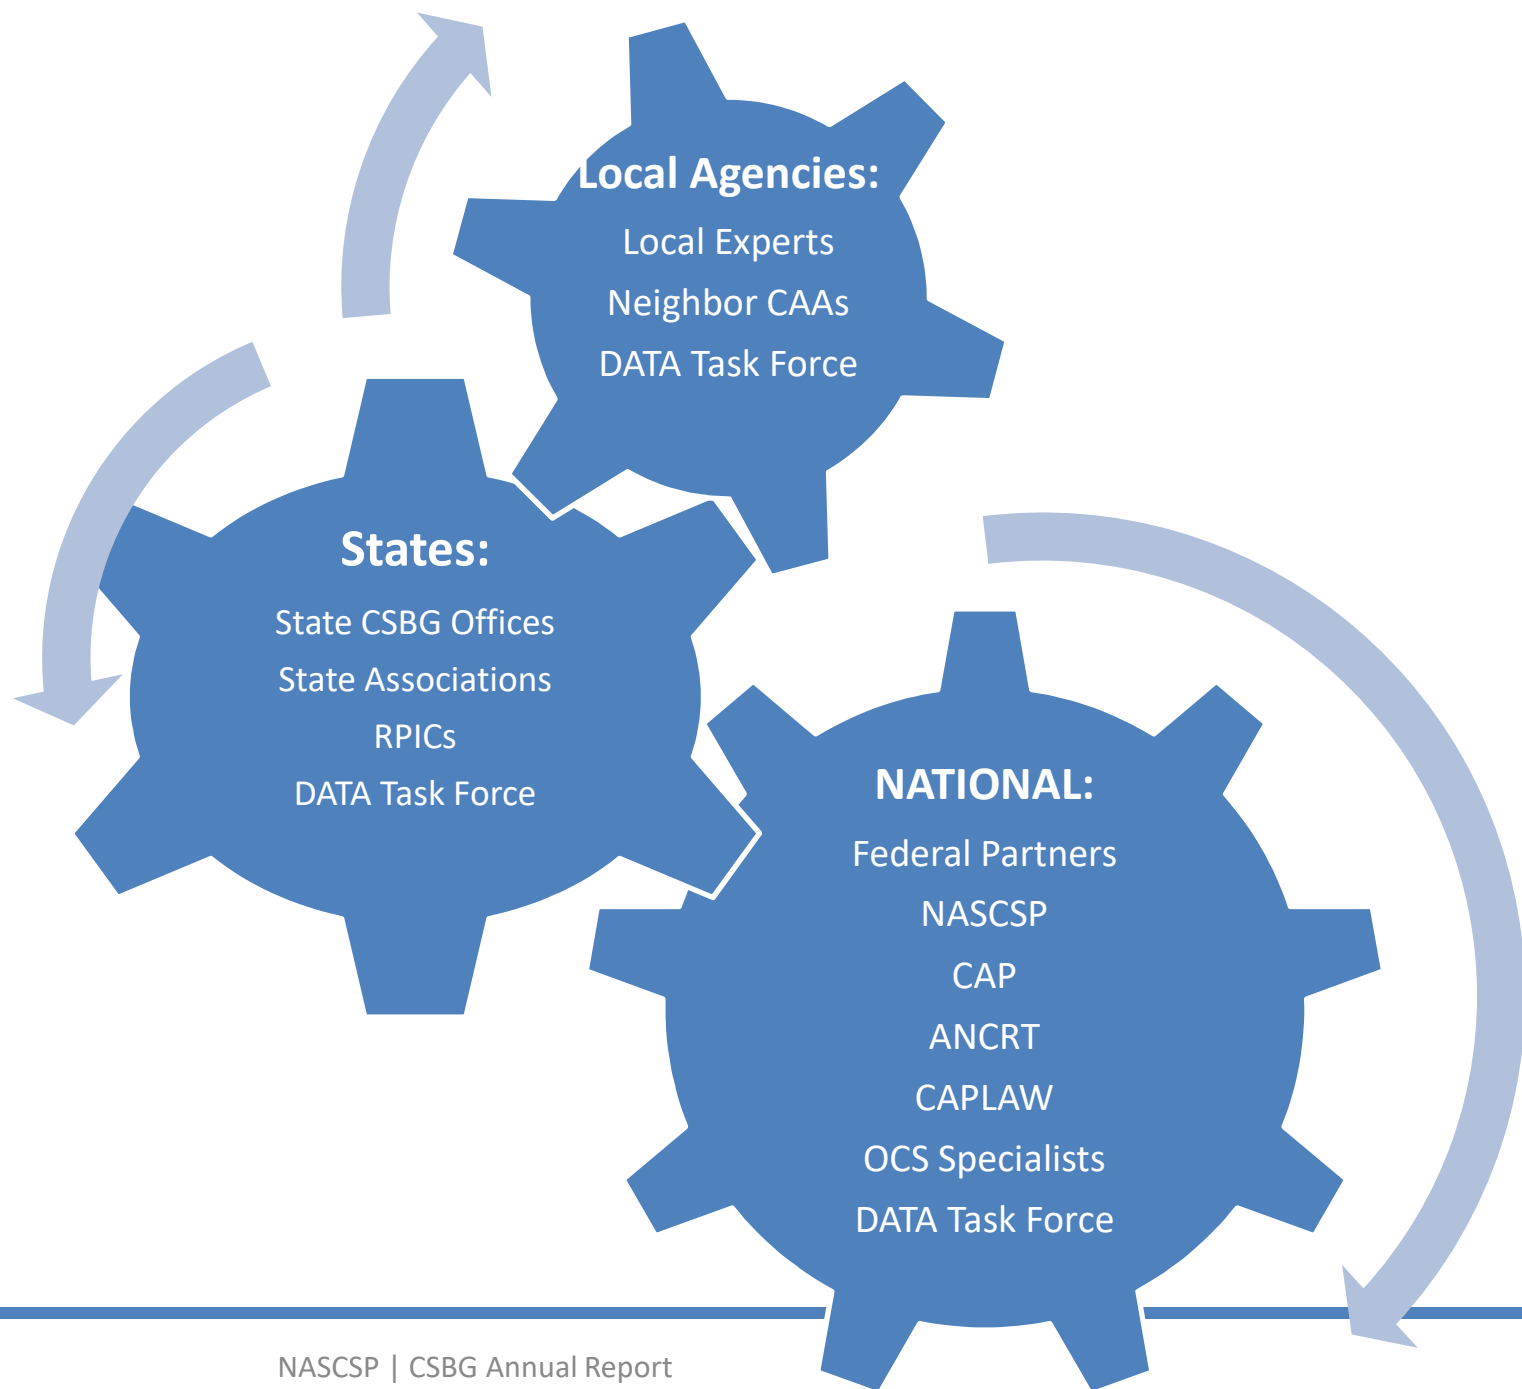 Local Agencies:
Local Experts
Neighbor CAAs
DATA Task Force
States:
State CSBG Offices
State Associations
RPICs
DATA Task Force
NATIONAL:
Federal Partners
NASCSP
CAP
ANCRT
CAPLAW
OCS Specialists
DATA Task Force
NASCSP | CSBG Annual Report